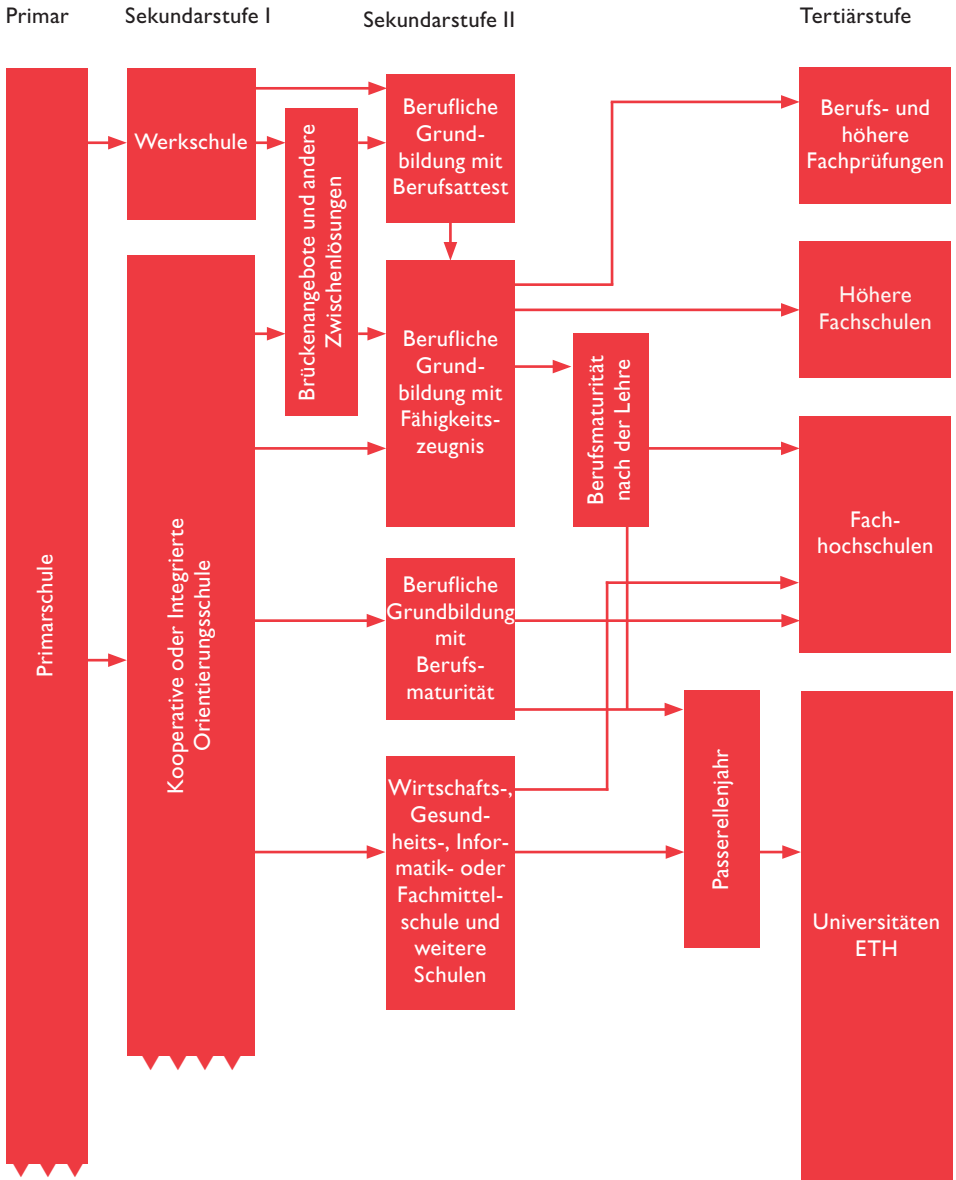 Primar
Sekundarstufe I
Sekundarstufe II
Tertiärstufe
Primarschule
Werkschule
Kooperative oder Integrierte
Orientierungsschule
Brückenangebote und andere
Zwischenlösungen
Berufliche
Grund-
bildung mit
Berufsattest
Berufliche
Grund-
bildung mit
Fähigkeits-
zeugnis
Berufliche
Grundbildung
mit
Berufs-
maturität
Wirtschafts-,
Gesund-
heits-, Infor-
matik- oder
Fachmittel-
schule und
weitere
Schulen
Berufsmaturität
nach der Lehre
Passerellenjahr
Berufs- und
höhere
Fachprüfungen
Höhere
Fachschulen
Fach-
hochschulen
Universitäten
ETH